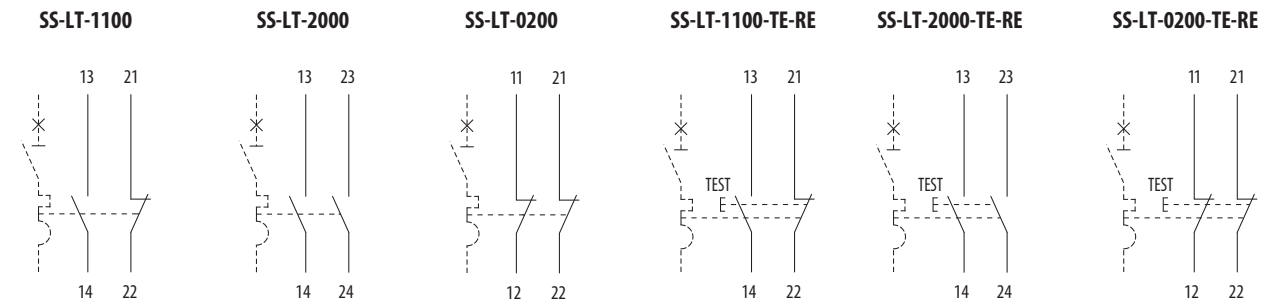 SS-LT-1100 SS-LT-2000 SS-LT-0200 SS-LT-1100-TE-RE SS-LT-2000-TE-RE SS-LT-0200-TE-RE
13 21 13 23 11 21 13 21 13 23 11 21
TEST TEST TEST
14 22 14 24 12 22 14 22 14 24 12 22